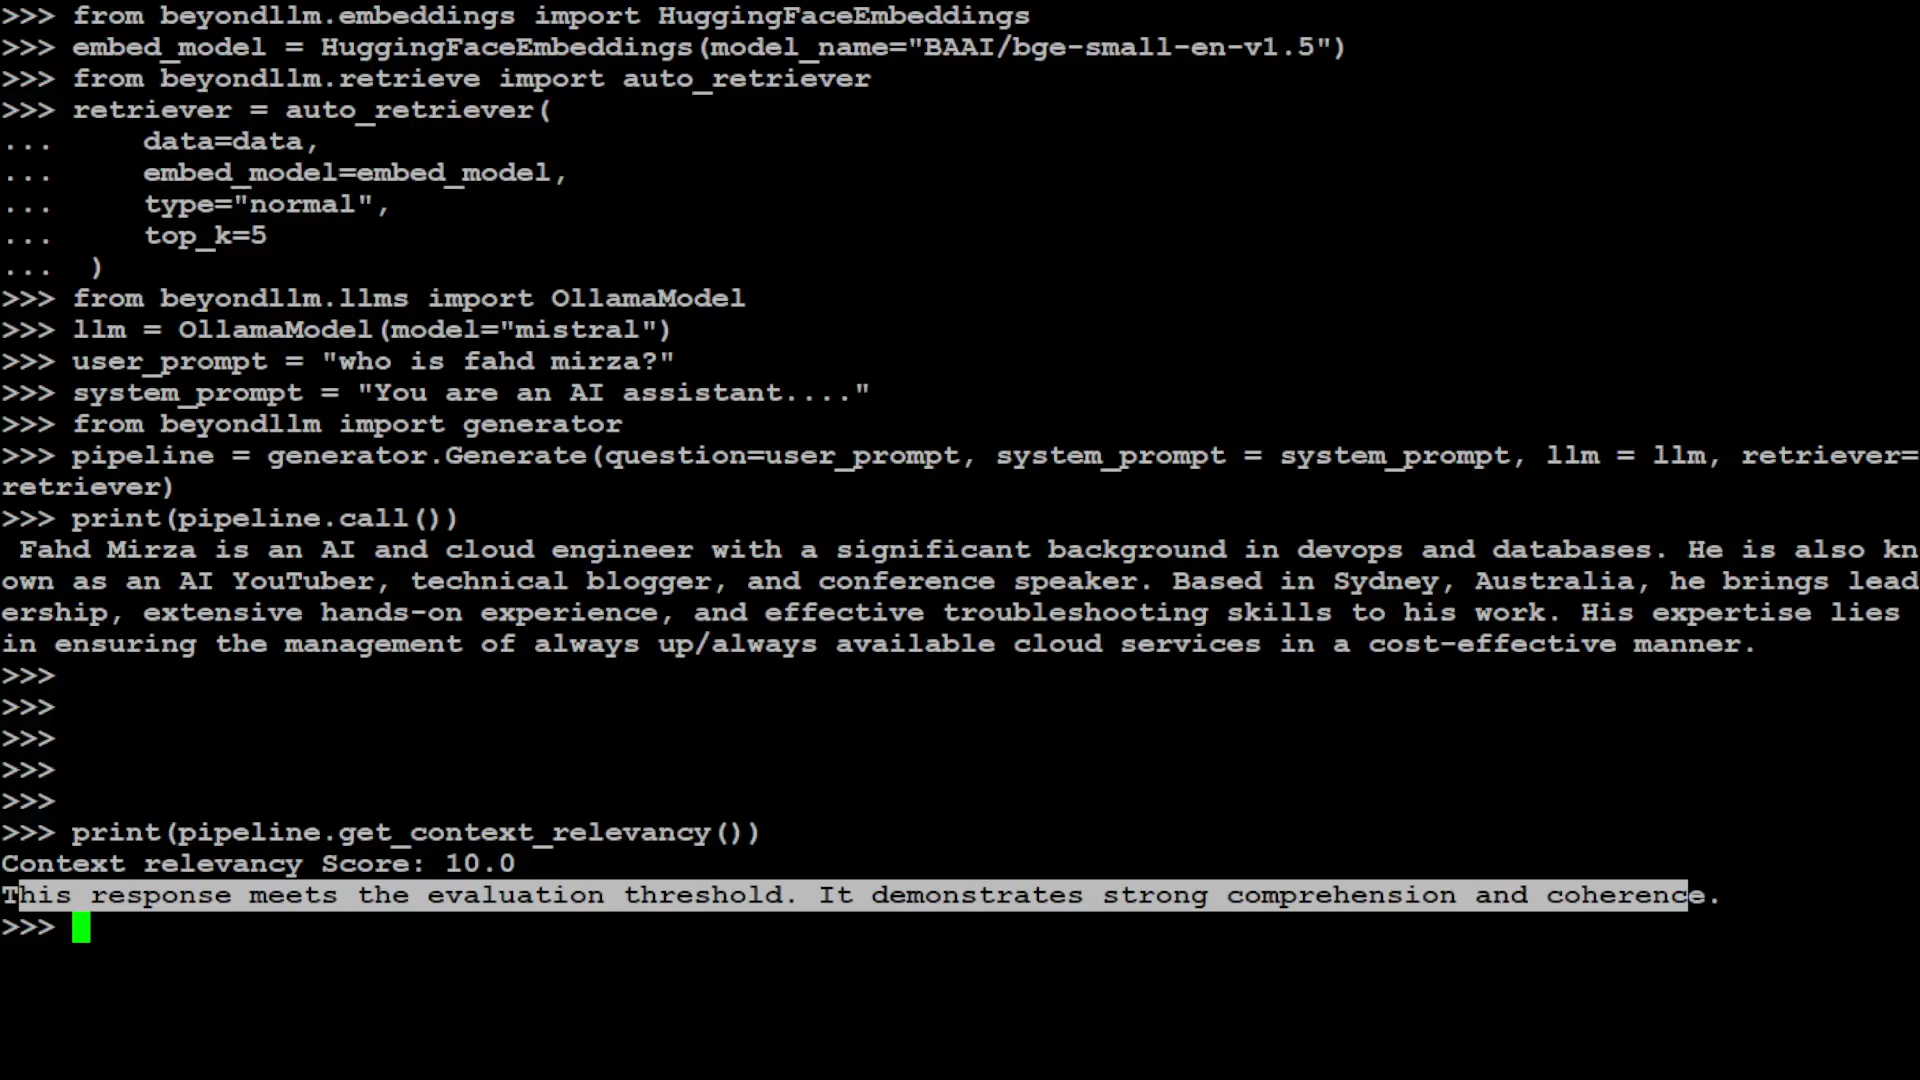 >>> from beyondllm.embeddings import HuggingFaceEmbeddings
>>> embed_model = HuggingFaceEmbeddings(model_name="BAAI/bge-small-en-v1.5")
>>> from beyondllm.retrieve import auto_retriever
>>> retriever = auto_retriever(
...     data=data,
...     embed_model=embed_model,
...     type="normal",
...     top_k=5
...  )
>>> from beyondllm.llms import OllamaModel
>>> llm = OllamaModel(model="mistral")
>>> user_prompt = "who is fahd mirza?"
>>> system_prompt = "You are an AI assistant...."
>>> from beyondllm import generator
>>> pipeline = generator.Generate(question=user_prompt, system_prompt = system_prompt, llm = llm, retriever=
retriever)
>>> print(pipeline.call())
 Fahd Mirza is an AI and cloud engineer with a significant background in devops and databases. He is also kn
own as an AI YouTuber, technical blogger, and conference speaker. Based in Sydney, Australia, he brings lead
ership, extensive hands-on experience, and effective troubleshooting skills to his work. His expertise lies
in ensuring the management of always up/always available cloud services in a cost-effective manner.
>>>
>>>
>>>
>>>
>>>
>>> print(pipeline.get_context_relevancy())
Context relevancy Score: 10.0
This response meets the evaluation threshold. It demonstrates strong comprehension and coherence.
>>>